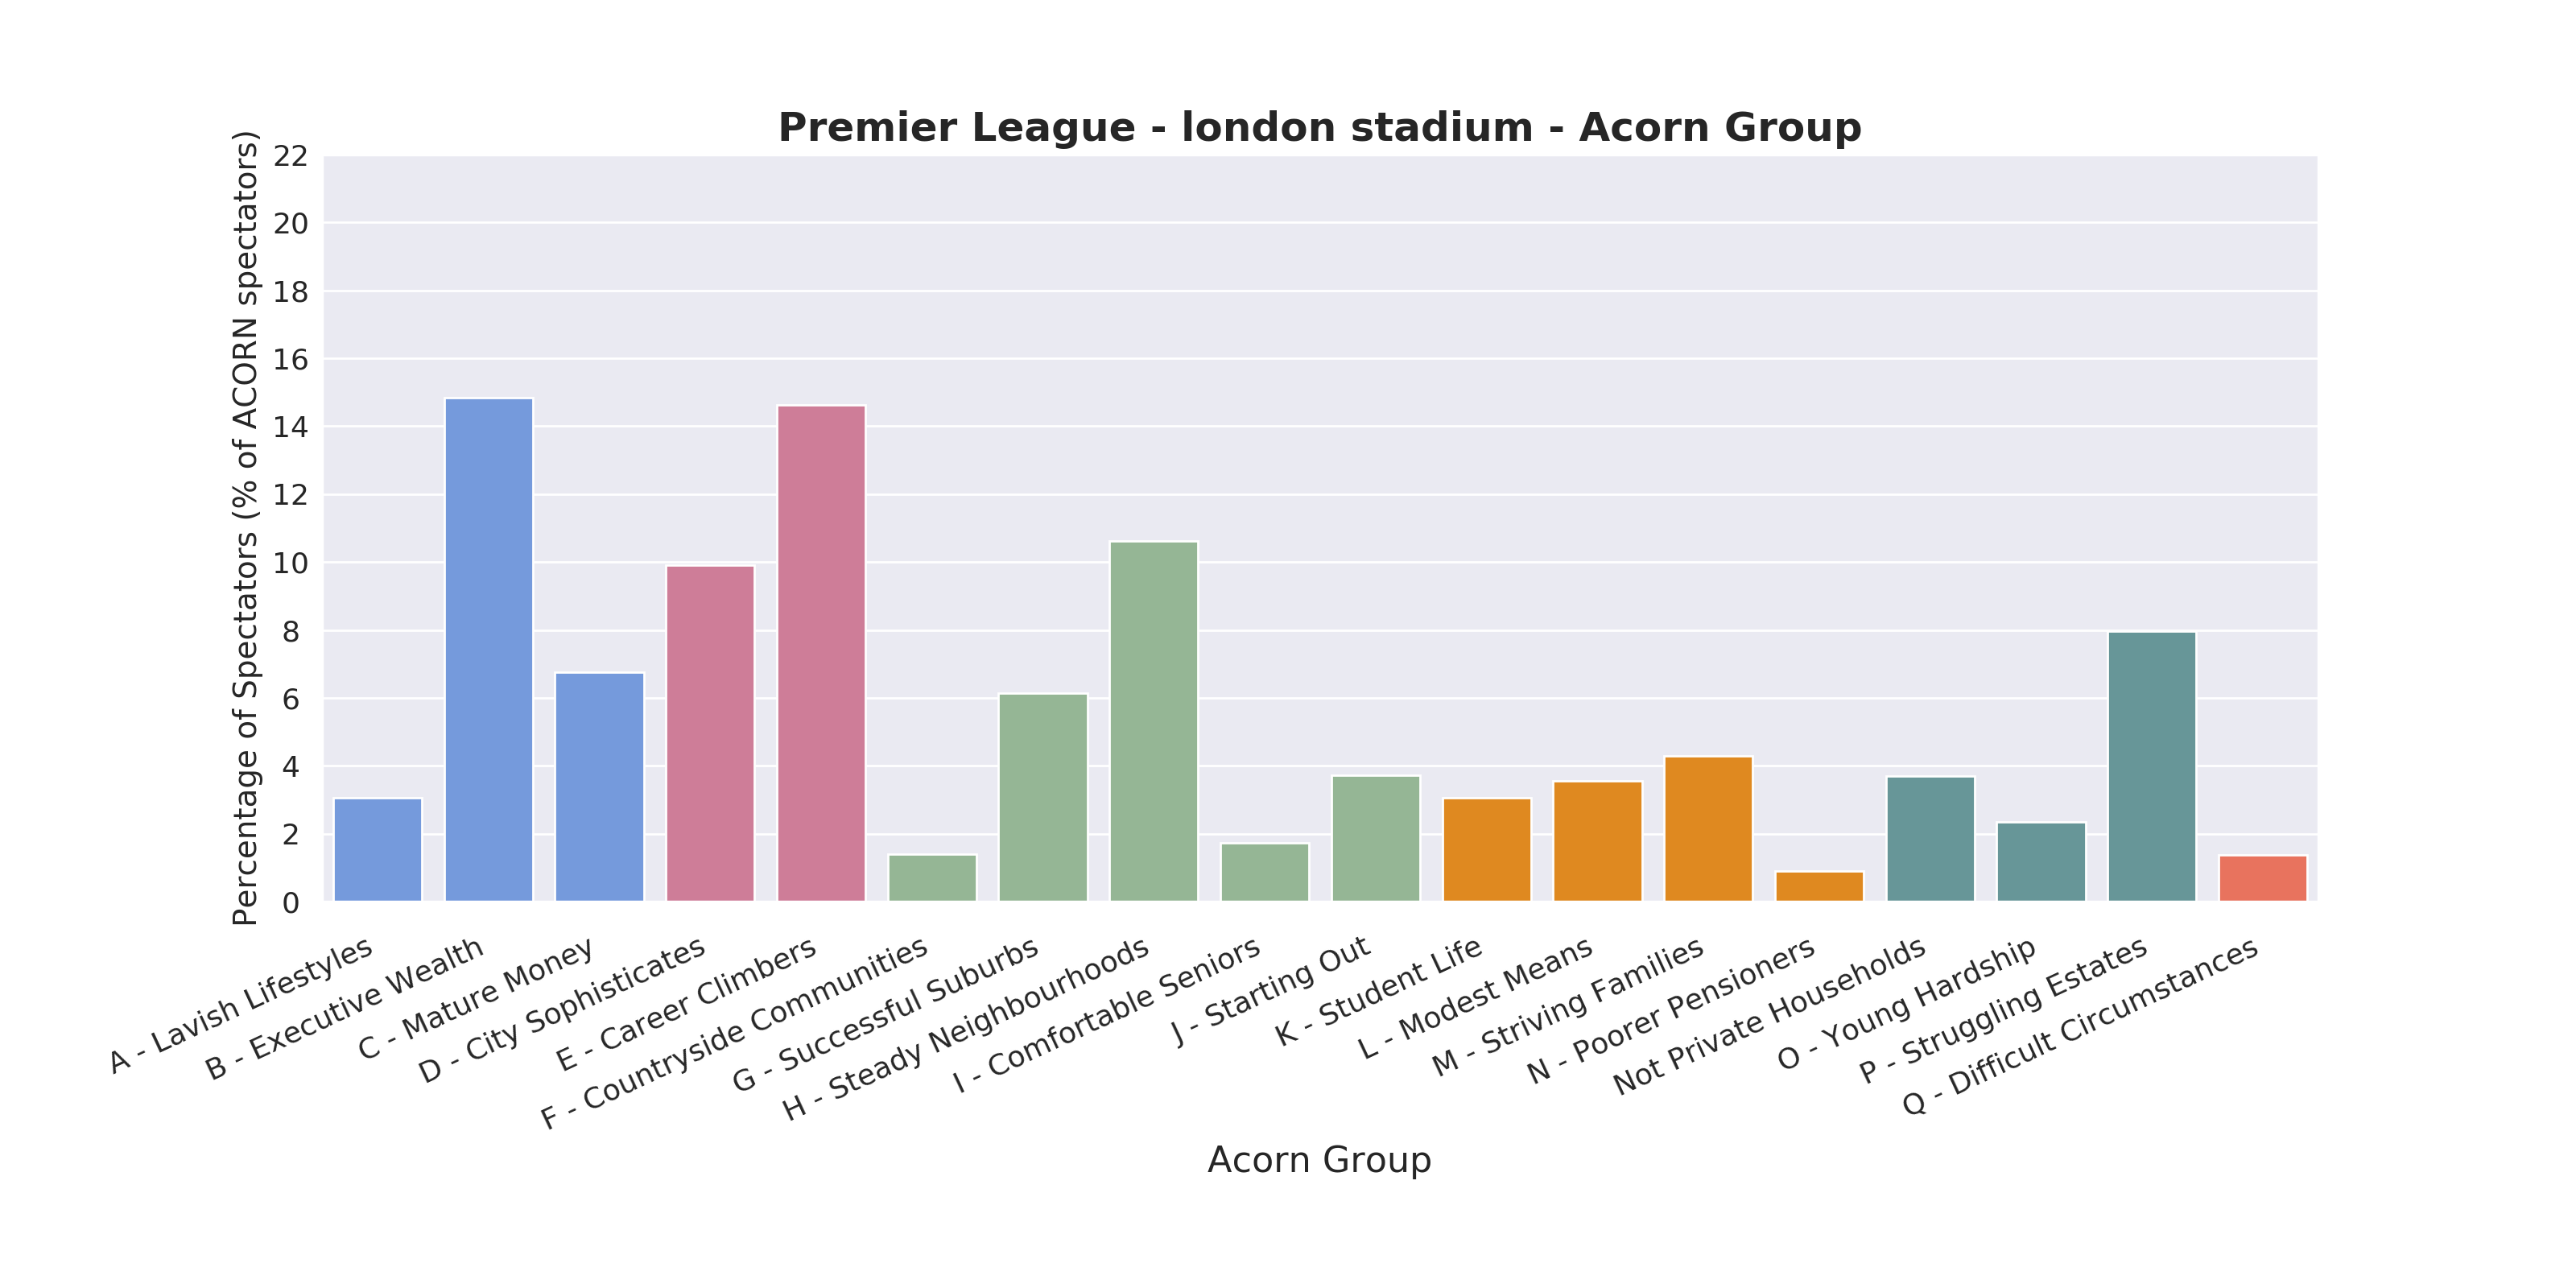 Premier League - london stadium - Acorn Group
Percentage of Spectators (% of ACORN spectators)
22
20
18
16
14
12
10
8
6
4
2
0
A - Lavish Lifestyles
B - Executive Wealth
C - Mature Money
D - City Sophisticates
E - Career Climbers
F - Countryside Communities
G - Successful Suburbs
H - Steady Neighbourhoods
I - Comfortable Seniors
J - Starting Out
K - Student Life
L - Modest Means
M - Striving Families
N - Poorer Pensioners
Not Private Households
O - Young Hardship
P - Struggling Estates
Q - Difficult Circumstances
Acorn Group